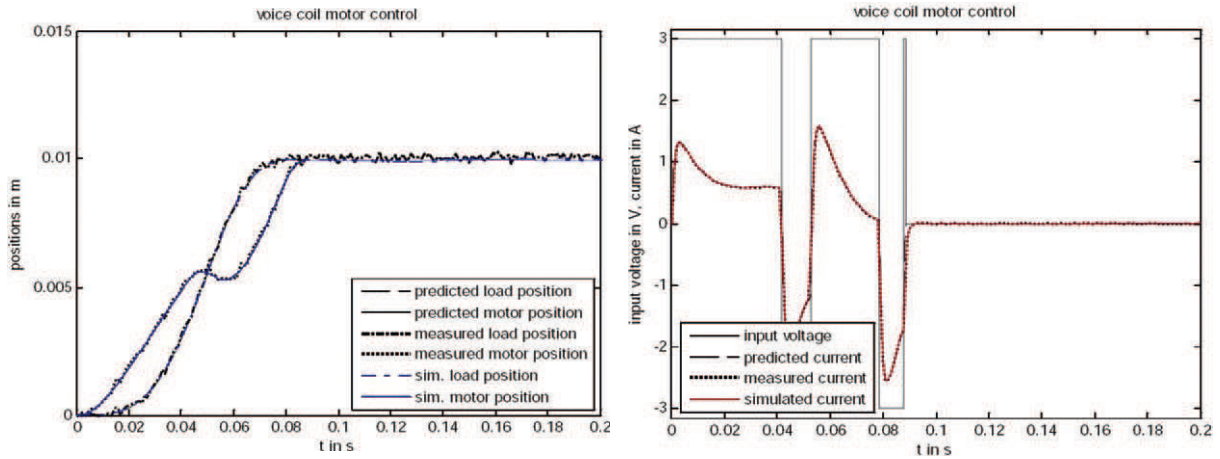 voice coil motor control
0.015
0.01
0.005
0
positions in m
predicted load position
predicted motor position
measured load position
measured motor position
sim. load position
sim. motor position
0 0.02 0.04 0.06 0.08 0.1 0.12 0.14 0.16 0.18 0.2
t in s
voice coil motor control
3
2
1
0
-1
-2
-3
input voltage in V, current in A
input voltage
predicted current
measured current
simulated current
0 0.02 0.04 0.06 0.08 0.1 0.12 0.14 0.16 0.18 0.2
t in s